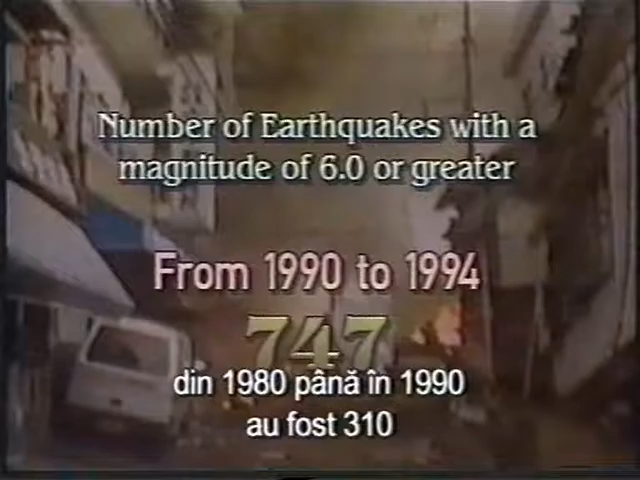 Number of Earthquakes with a
magnitude of 6.0 or greater
From 1990 to 1994
747
din 1980 până în 1990
au fost 310